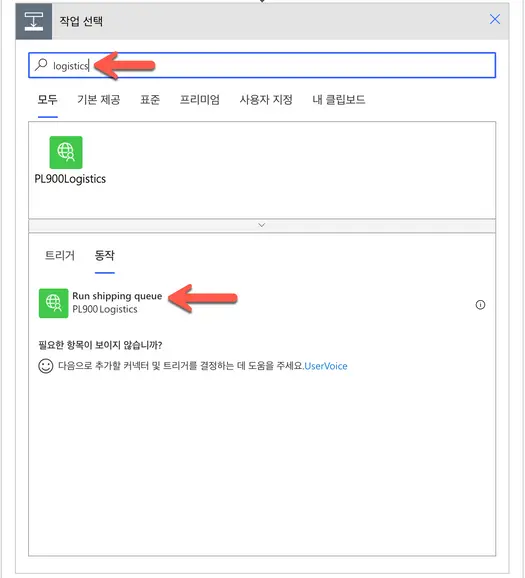 작업 선택
logistics
모두 기본 제공 표준 프리미엄 사용자 지정 내 클립보드
PL900Logistics
트리거 동작
Run shipping queue
PL900 Logistics
필요한 항목이 보이지 않습니까?
다음으로 추가할 커넥터 및 트리거를 결정하는 데 도움을 주세요.UserVoice